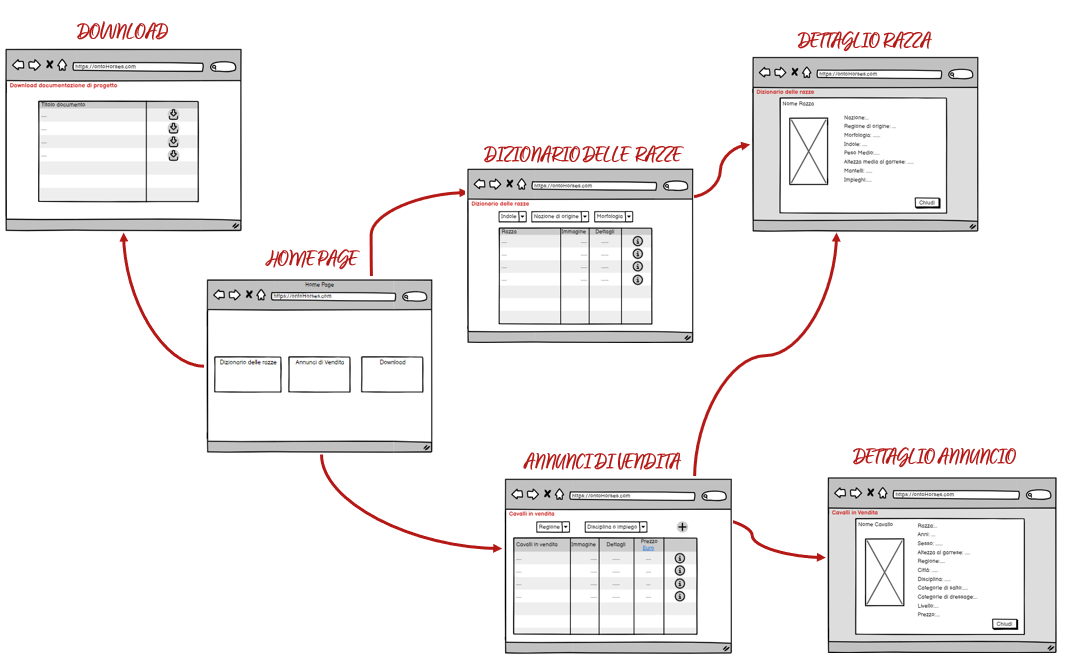 DOWNLOAD
https://ontoHorses.com
Download documentazione di progetto
Titolo documento
...
...
...
...
HOMEPAGE
Home Page
https://ontoHorses.com
Dizionario delle razze
Annunci di Vendita
Download
DIZIONARIO DELLE RAZZE
https://ontoHorses.com
Dizionario delle razze
Indole
Nazione di origine
Morfologia
Razza Immagine Dettagli
... ... ...
... ... ...
... ... ...
... ... ...
DETTAGLIO RAZZA
https://ontoHorses.com
Dizionario delle razze
Nome Razza
Nazione:...
Regione di origine: ...
Morfologia: ....
Indole: ...
Peso Medio:...
Altezza media al garrese: ....
Mantelli: ....
Impieghi:...
Chiudi
ANNUNCI DI VENDITA
https://ontoHorses.com
Cavalli in vendita
Regione
Disciplina o impiego
Cavalli in vendita Immagine Dettagli Prezzo
Euro
... ... ... ...
... ... ... ...
... ... ... ...
... ... ... ...
DETTAGLIO ANNUNCIO
https://ontoHorses.com
Cavalli in Vendita
Nome Cavallo
Razza:..
Anni: ...
Sesso: ....
Altezza al garrese: ...
Regione:...
Città: ....
Disciplina: ....
Categorie di salto:...
Categorie di dressage:..
Livello:...
Prezzo:...
Chiudi